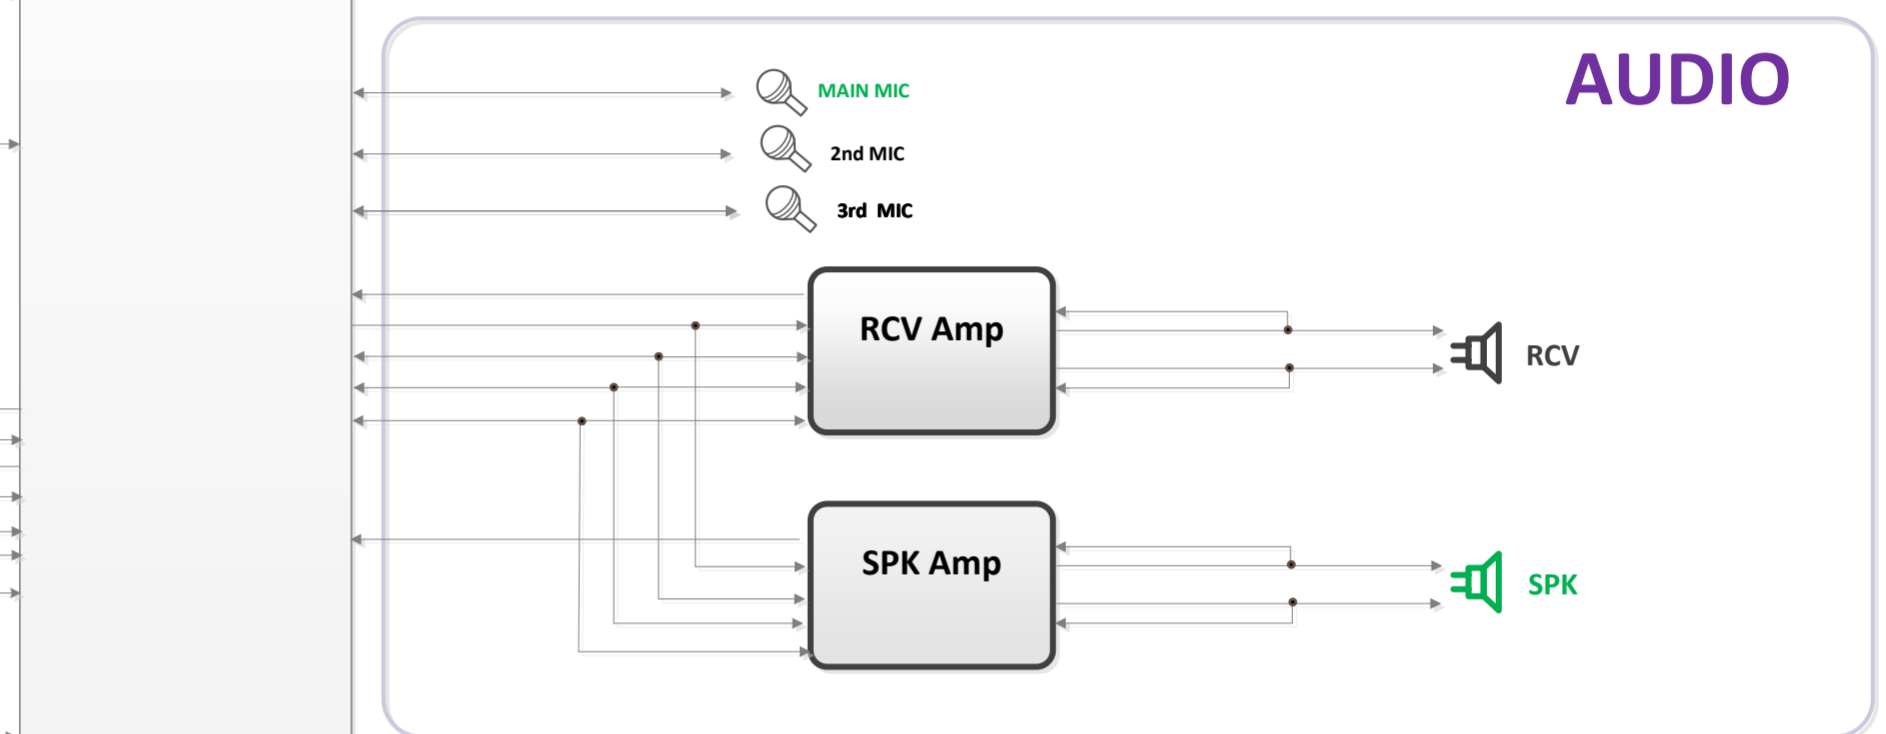 AUDIO
MAIN MIC
2nd MIC
3rd  MIC
RCV Amp
RCV
SPK Amp
SPK